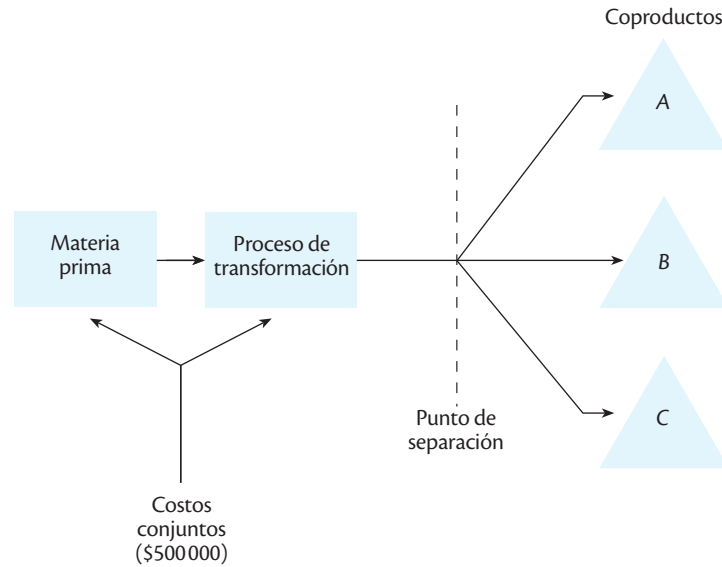 Coproductos
A
Materia
prima
Proceso de
transformación
B
Punto de
separación
C
Costos
conjuntos
($500 000)